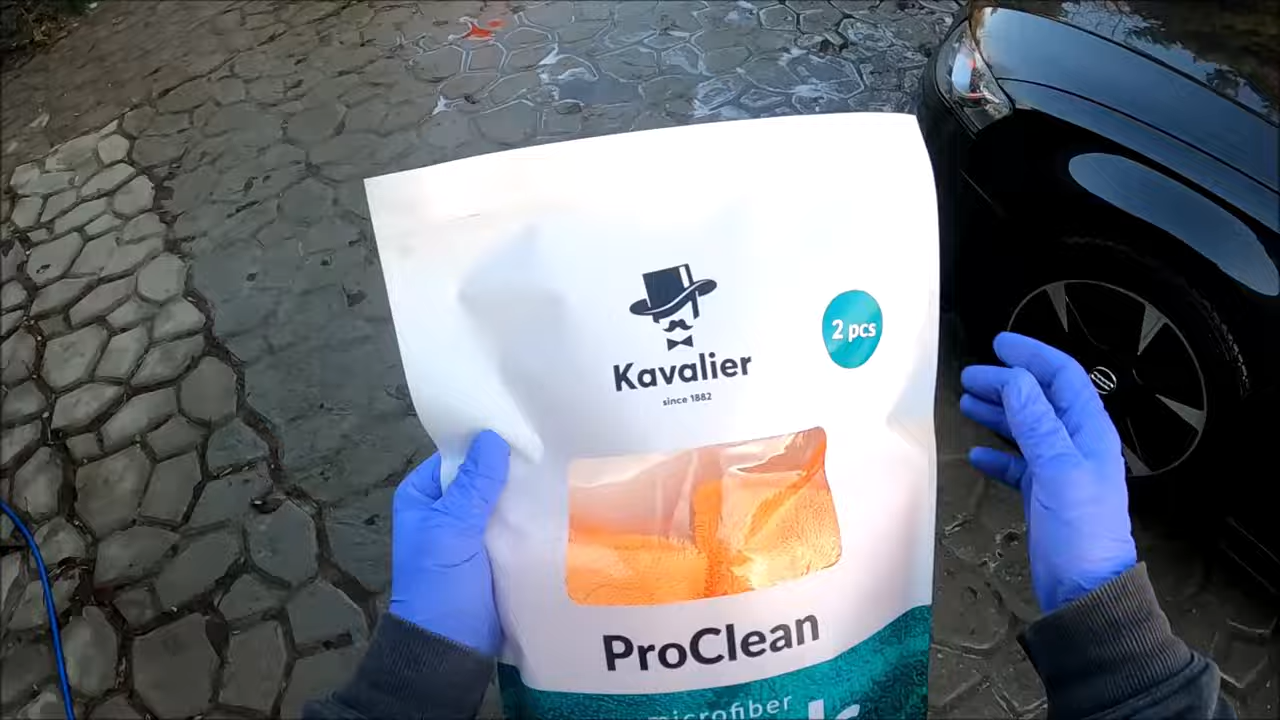 2 pcs
Kavalier
since 1882
ProClean
microfiber